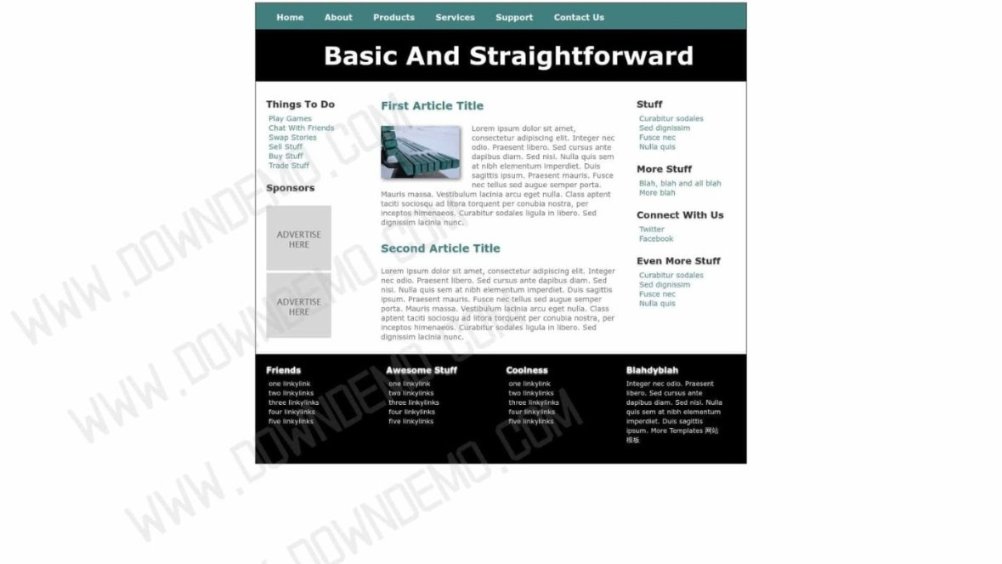 Home About Products Services Support Contact Us
Basic And Straightforward
Things To Do
Play Games
Chat With Friends
Swap Stories
Sell Stuff
Buy Stuff
Trade Stuff
Sponsors
ADVERTISE
HERE
ADVERTISE
HERE
First Article Title
Lorem ipsum dolor sit amet,
consectetur adipiscing elit. Integer nec
odio. Praesent libero. Sed cursus ante
dapibus diam. Sed nisi. Nulla quis sem
at nibh elementum imperdiet. Duis
sagittis ipsum. Praesent mauris. Fusce
nec tellus sed augue semper porta.
Mauris massa. Vestibulum lacinia arcu eget nulla. Class aptent
taciti sociosqu ad litora torquent per conubia nostra, per
inceptos himenaeos. Curabitur sodales ligula in libero. Sed
dignissim lacinia nunc.
Second Article Title
Lorem ipsum dolor sit amet, consectetur adipiscing elit. Integer
nec odio. Praesent libero. Sed cursus ante dapibus diam. Sed
nisi. Nulla quis sem at nibh elementum imperdiet. Duis sagittis
ipsum. Praesent mauris. Fusce nec tellus sed augue semper
porta. Mauris massa. Vestibulum lacinia arcu eget nulla. Class
aptent taciti sociosqu ad litora torquent per conubia nostra, per
inceptos himenaeos. Curabitur sodales ligula in libero. Sed
dignissim lacinia nunc.
Stuff
Curabitur sodales
Sed dignissim
Fusce nec
Nulla quis
More Stuff
Blah, blah and all blah
More blah
Connect With Us
Twitter
Facebook
Even More Stuff
Curabitur sodales
Sed dignissim
Fusce nec
Nulla quis
Friends
one linkylink
two linkylinks
three linkylinks
four linkylinks
five linkylinks
Awesome Stuff
one linkylink
two linkylinks
three linkylinks
four linkylinks
five linkylinks
Coolness
one linkylink
two linkylinks
three linkylinks
four linkylinks
five linkylinks
Blahdyblah
Integer nec odio. Praesent
libero. Sed cursus ante
dapibus diam. Sed nisi. Nulla
quis sem at nibh elementum
imperdiet. Duis sagittis
ipsum. More Templates 网站
模板
WWW.DOWNDEMO.COM
WWW.DOWNDEMO.COM
WWW.DOWNDEMO.COM
DOWNDEMO.COM